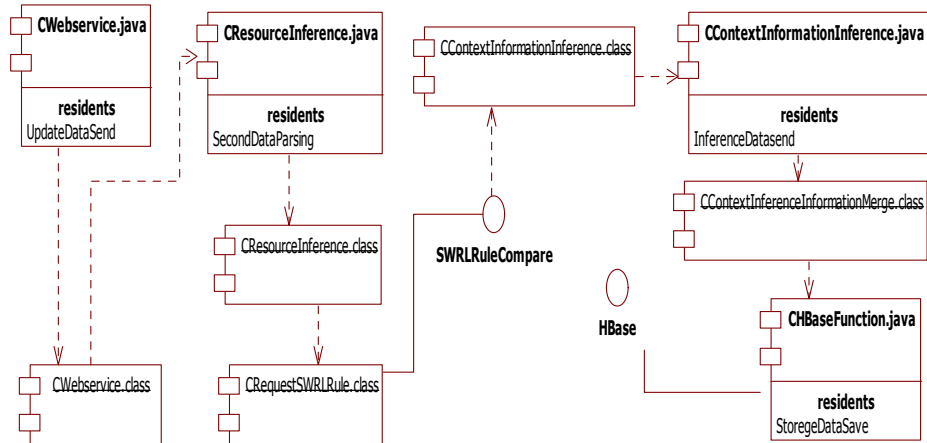 CWebservice.java
residents
UpdateDataSend
CWebservice.class
CResourceInference.java
residents
SecondDataParsing
CResourceInference.class
CRequestSWRLRule.class
CContextInformationInference.class
SWRLRuleCompare
HBase
CContextInformationInference.java
residents
InferenceDatasend
CContextInferenceInformationMerge.class
CHBaseFunction.java
residents
StoregeDataSave